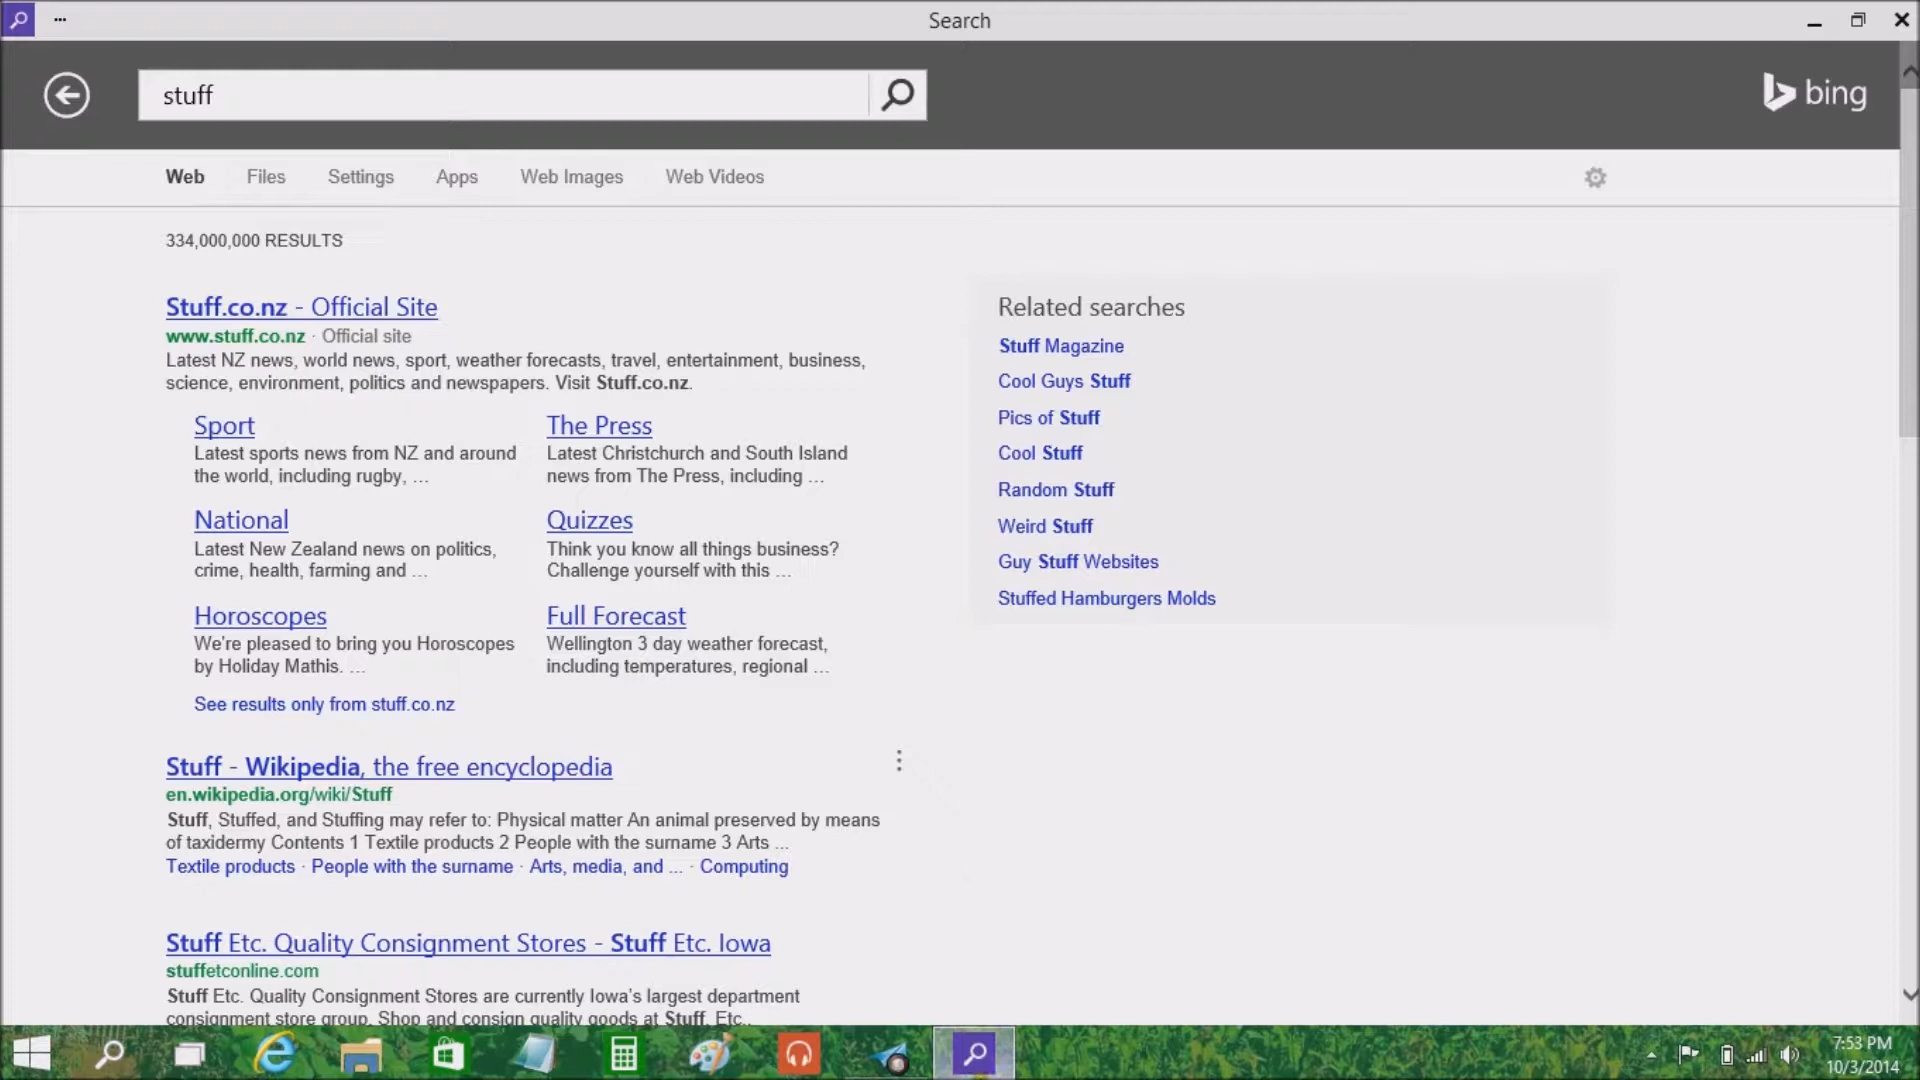 Search
stuff
bing
Web Files Settings Apps Web Images Web Videos
334,000,000 RESULTS
Stuff.co.nz - Official Site
www.stuff.co.nz · Official site
Latest NZ news, world news, sport, weather forecasts, travel, entertainment, business,
science, environment, politics and newspapers. Visit Stuff.co.nz.
Sport
Latest sports news from NZ and around
the world, including rugby, ...
The Press
Latest Christchurch and South Island
news from The Press, including ...
National
Latest New Zealand news on politics,
crime, health, farming and ...
Quizzes
Think you know all things business?
Challenge yourself with this ...
Horoscopes
We're pleased to bring you Horoscopes
by Holiday Mathis. ...
Full Forecast
Wellington 3 day weather forecast,
including temperatures, regional ...
See results only from stuff.co.nz
Stuff - Wikipedia, the free encyclopedia
en.wikipedia.org/wiki/Stuff
Stuff, Stuffed, and Stuffing may refer to: Physical matter An animal preserved by means
of taxidermy Contents 1 Textile products 2 People with the surname 3 Arts ...
Textile products · People with the surname · Arts, media, and ... · Computing
Stuff Etc. Quality Consignment Stores - Stuff Etc. Iowa
stuffetconline.com
Stuff Etc. Quality Consignment Stores are currently Iowa's largest department
consignment store group. Shop and consign quality goods at Stuff, Etc..
Related searches
Stuff Magazine
Cool Guys Stuff
Pics of Stuff
Cool Stuff
Random Stuff
Weird Stuff
Guy Stuff Websites
Stuffed Hamburgers Molds
7:53 PM
10/3/2014